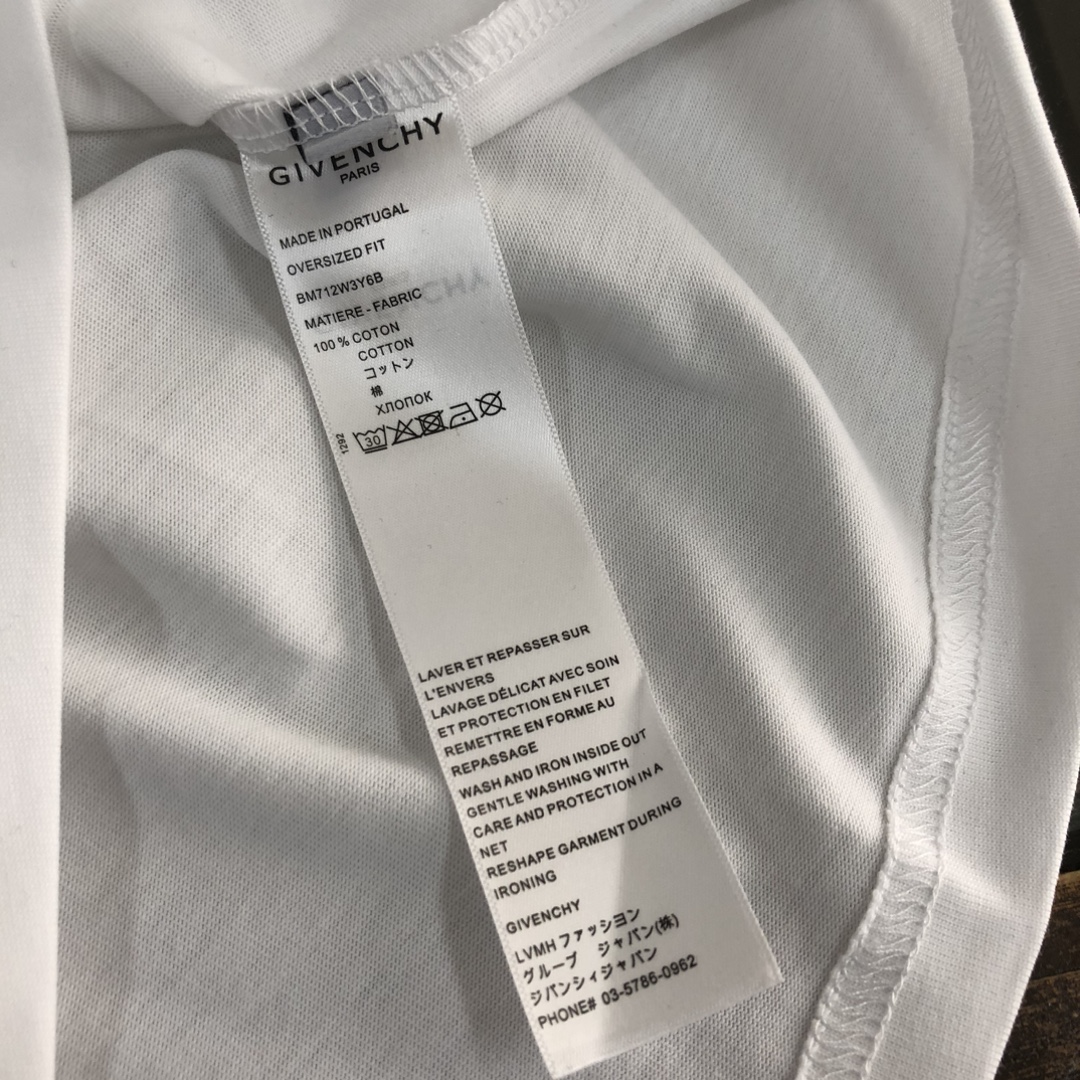 GIVENCHY
PARIS
MADE IN PORTUGAL
OVERSIZED FIT
BM712W3Y6B
MATIERE - FABRIC
100 % COTON
COTTON
コットン
棉
ХЛОПОК
1292
30
LAVER ET REPASSER SUR
L'ENVERS
LAVAGE DÉLICAT AVEC SOIN
ET PROTECTION EN FILET
REMETTRE EN FORME AU
REPASSAGE
WASH AND IRON INSIDE OUT
GENTLE WASHING WITH
CARE AND PROTECTION IN A
NET
RESHAPE GARMENT DURING
IRONING
GIVENCHY
LVMH ファッシヨン
グループ ジャパン(株)
ジバンシィジャパン
PHONE# 03-5786-0962